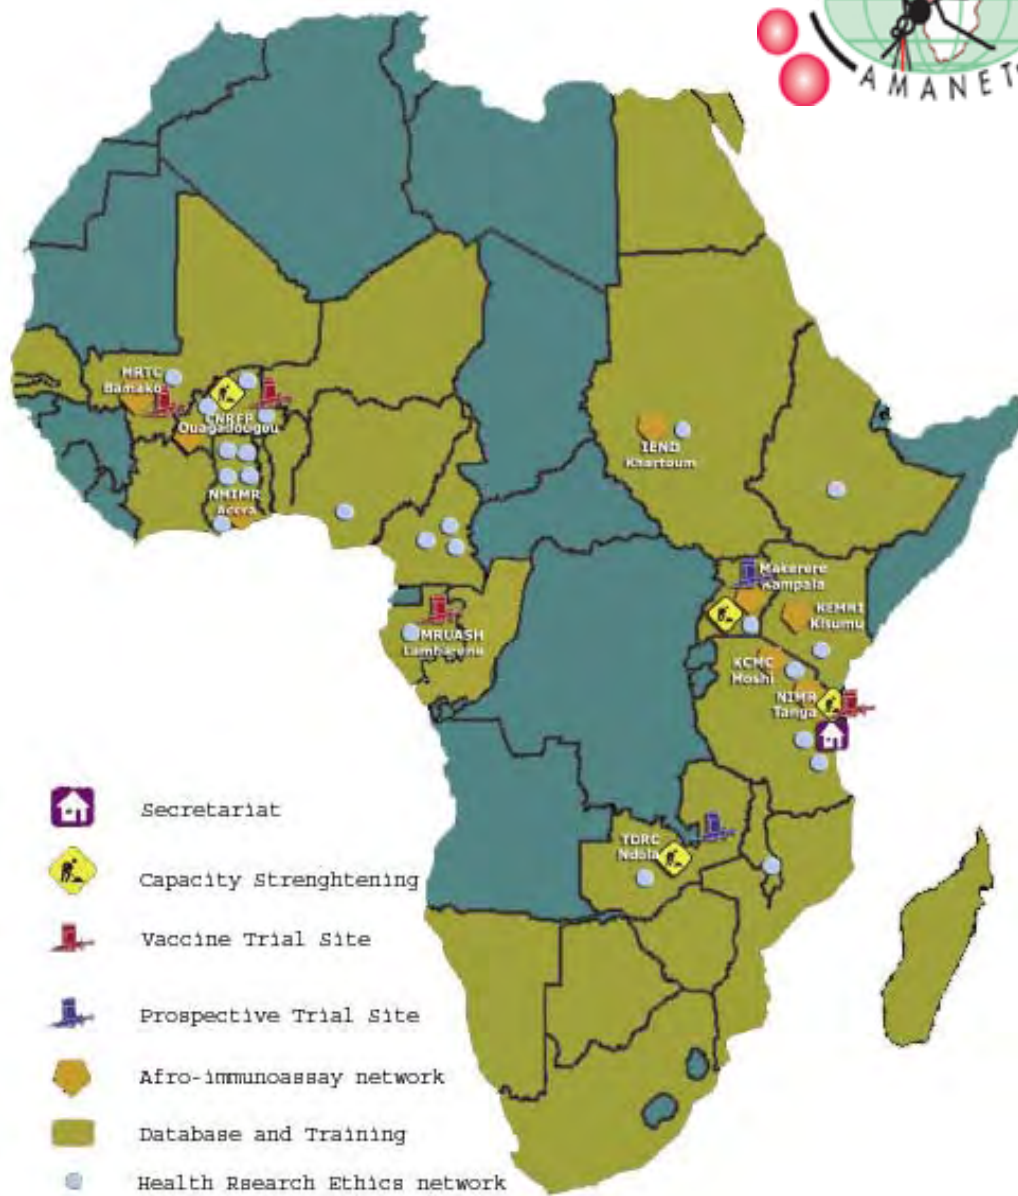 AMANET
MRTC
Bamako
CNRFP
Ouagadougou
NMIMR
Accra
IEND
Khartoum
Makerere
Kampala
KEMRI
Kisumu
MRUASH
Lambarene
KCMC
Moshi
NIMR
Tanga
TDRC
Ndola
Secretariat
Capacity Strenghtening
Vaccine Trial Site
Prospective Trial Site
Afro-immunoassay network
Database and Training
Health Rsearch Ethics network